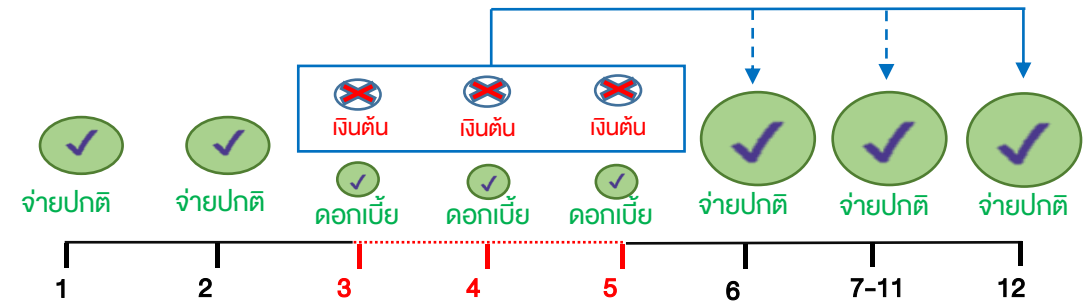 เงินต้น เงินต้น เงินต้น
จ่ายปกติ จ่ายปกติ ดอกเบี้ย ดอกเบี้ย ดอกเบี้ย จ่ายปกติ จ่ายปกติ จ่ายปกติ
1 2 3 4 5 6 7-11 12